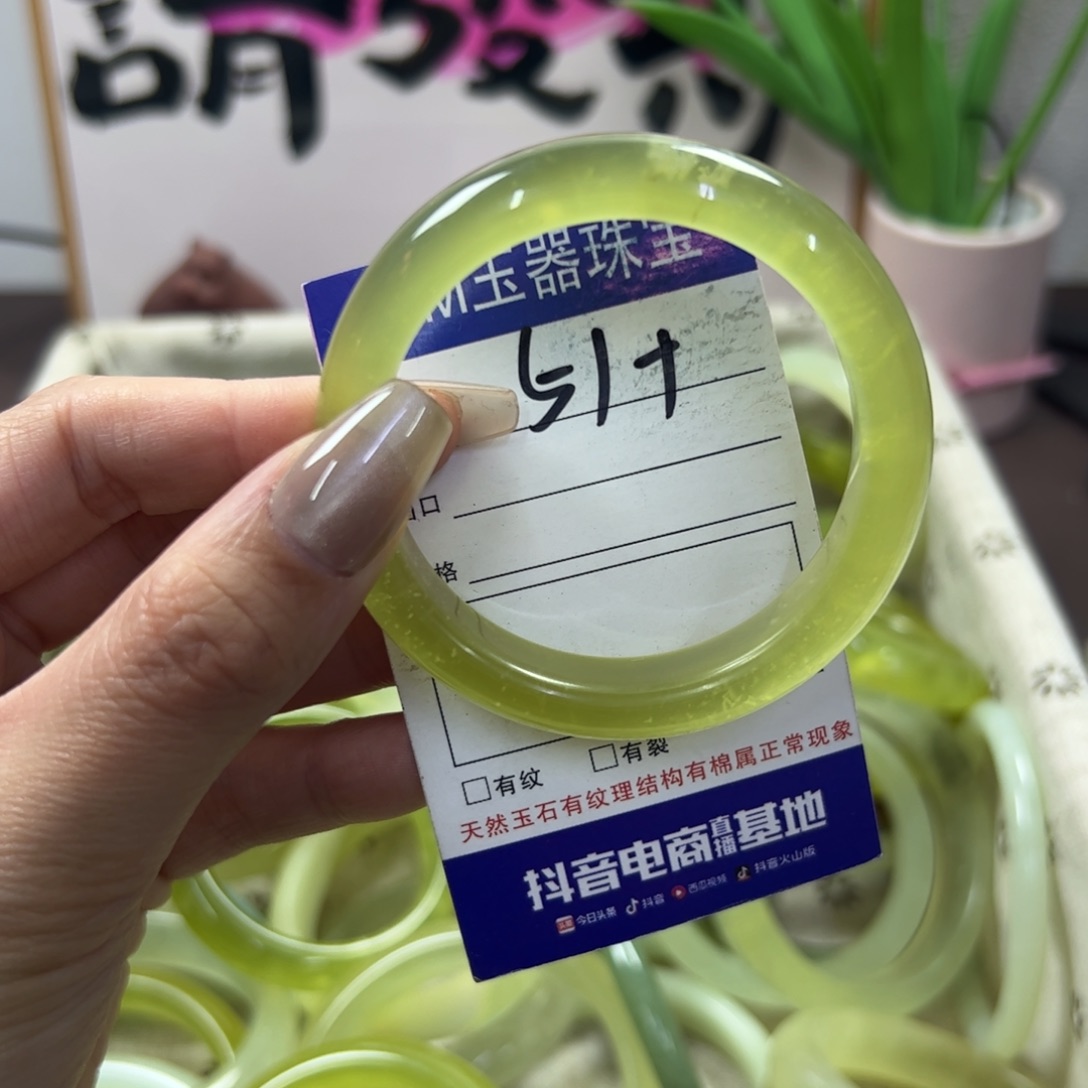 請發
玉器珠宝
口
格
有纹
有裂
天然玉石有纹理结构有棉属正常现象
抖音电商直播基地
今日头条 抖音 西瓜视频 抖音火山版